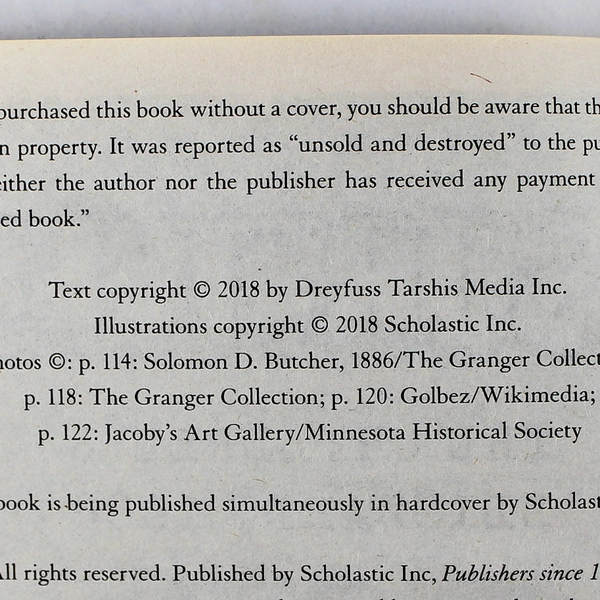 purchased this book without a cover, you should be aware that th
n property. It was reported as “unsold and destroyed” to the pu
either the author nor the publisher has received any payment
ed book.”
Text copyright © 2018 by Dreyfuss Tarshis Media Inc.
Illustrations copyright © 2018 Scholastic Inc.
hotos ©: p. 114: Solomon D. Butcher, 1886/The Granger Collect
p. 118: The Granger Collection; p. 120: Golbez/Wikimedia;
p. 122: Jacoby’s Art Gallery/Minnesota Historical Society
book is being published simultaneously in hardcover by Scholast
All rights reserved. Published by Scholastic Inc, Publishers since 1